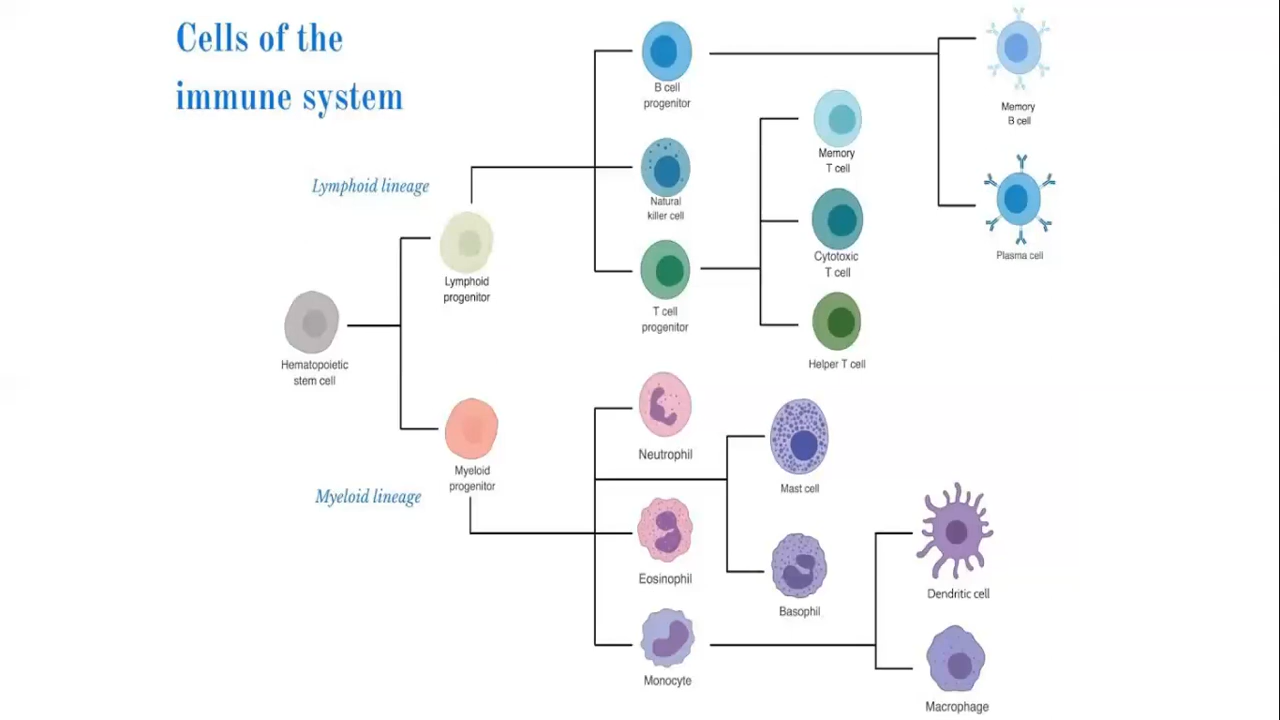 Cells of the
immune system
B cell
progenitor
Memory
B cell
Memory
T cell
Lymphoid lineage
Natural
killer cell
Cytotoxic
T cell
Plasma cell
Lymphoid
progenitor
T cell
progenitor
Helper T cell
Hematopoietic
stem cell
Neutrophil
Myeloid
progenitor
Mast cell
Myeloid lineage
Eosinophil
Dendritic cell
Basophil
Monocyte
Macrophage